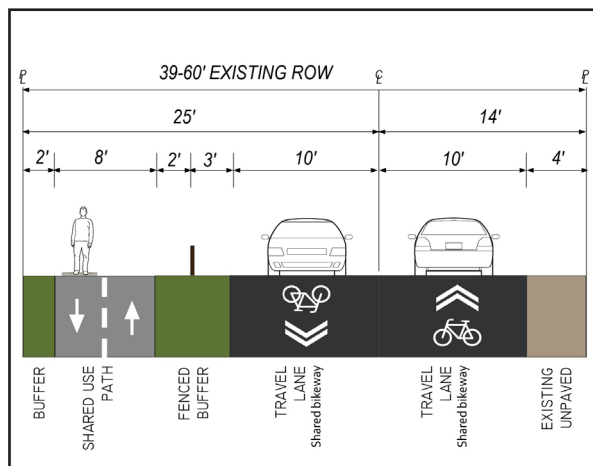 39-60' EXISTING ROW
25' 14'
2' 8' 2' 3' 10' 10' 4'
BUFFER
SHARED USE
PATH
FENCED
BUFFER
TRAVEL
LANE
Shared bikeway
TRAVEL
LANE
Shared bikeway
EXISTING
UNPAVED